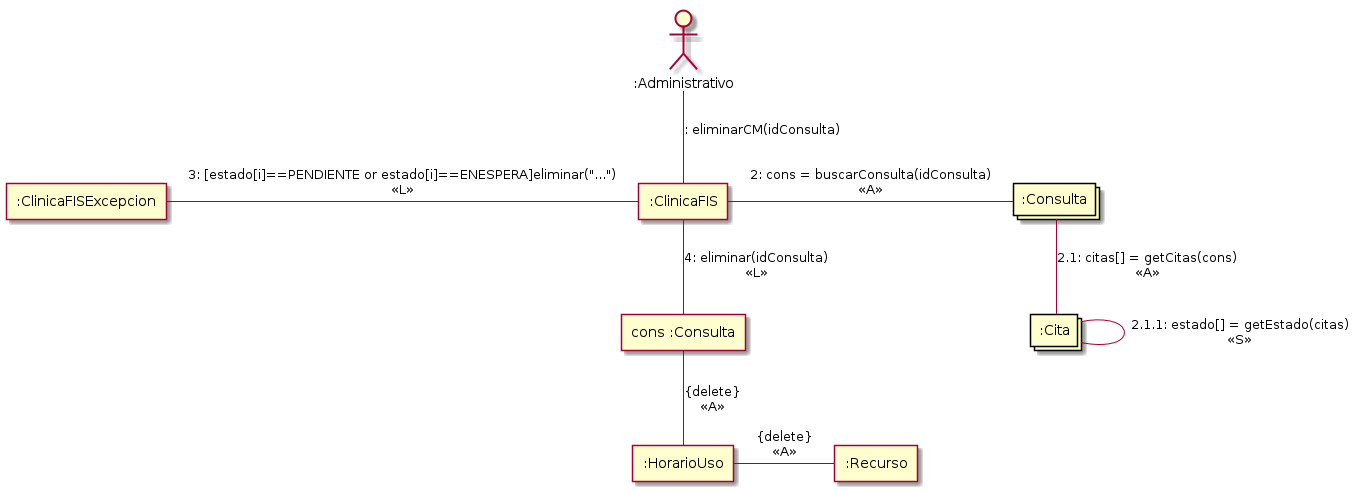 :Administrativo
: eliminarCM(idConsulta)
3: [estado[i]==PENDIENTE or estado[i]==ENESPERA]eliminar("...")
«L»
2: cons = buscarConsulta(idConsulta)
«A»
:ClinicaFISExcepcion
:ClinicaFIS
:Consulta
4: eliminar(idConsulta)
«L»
2.1: citas[] = getCitas(cons)
«A»
cons :Consulta
:Cita
2.1.1: estado[] = getEstado(citas)
«S»
{delete}
«A»
{delete}
«A»
:HorarioUso
:Recurso